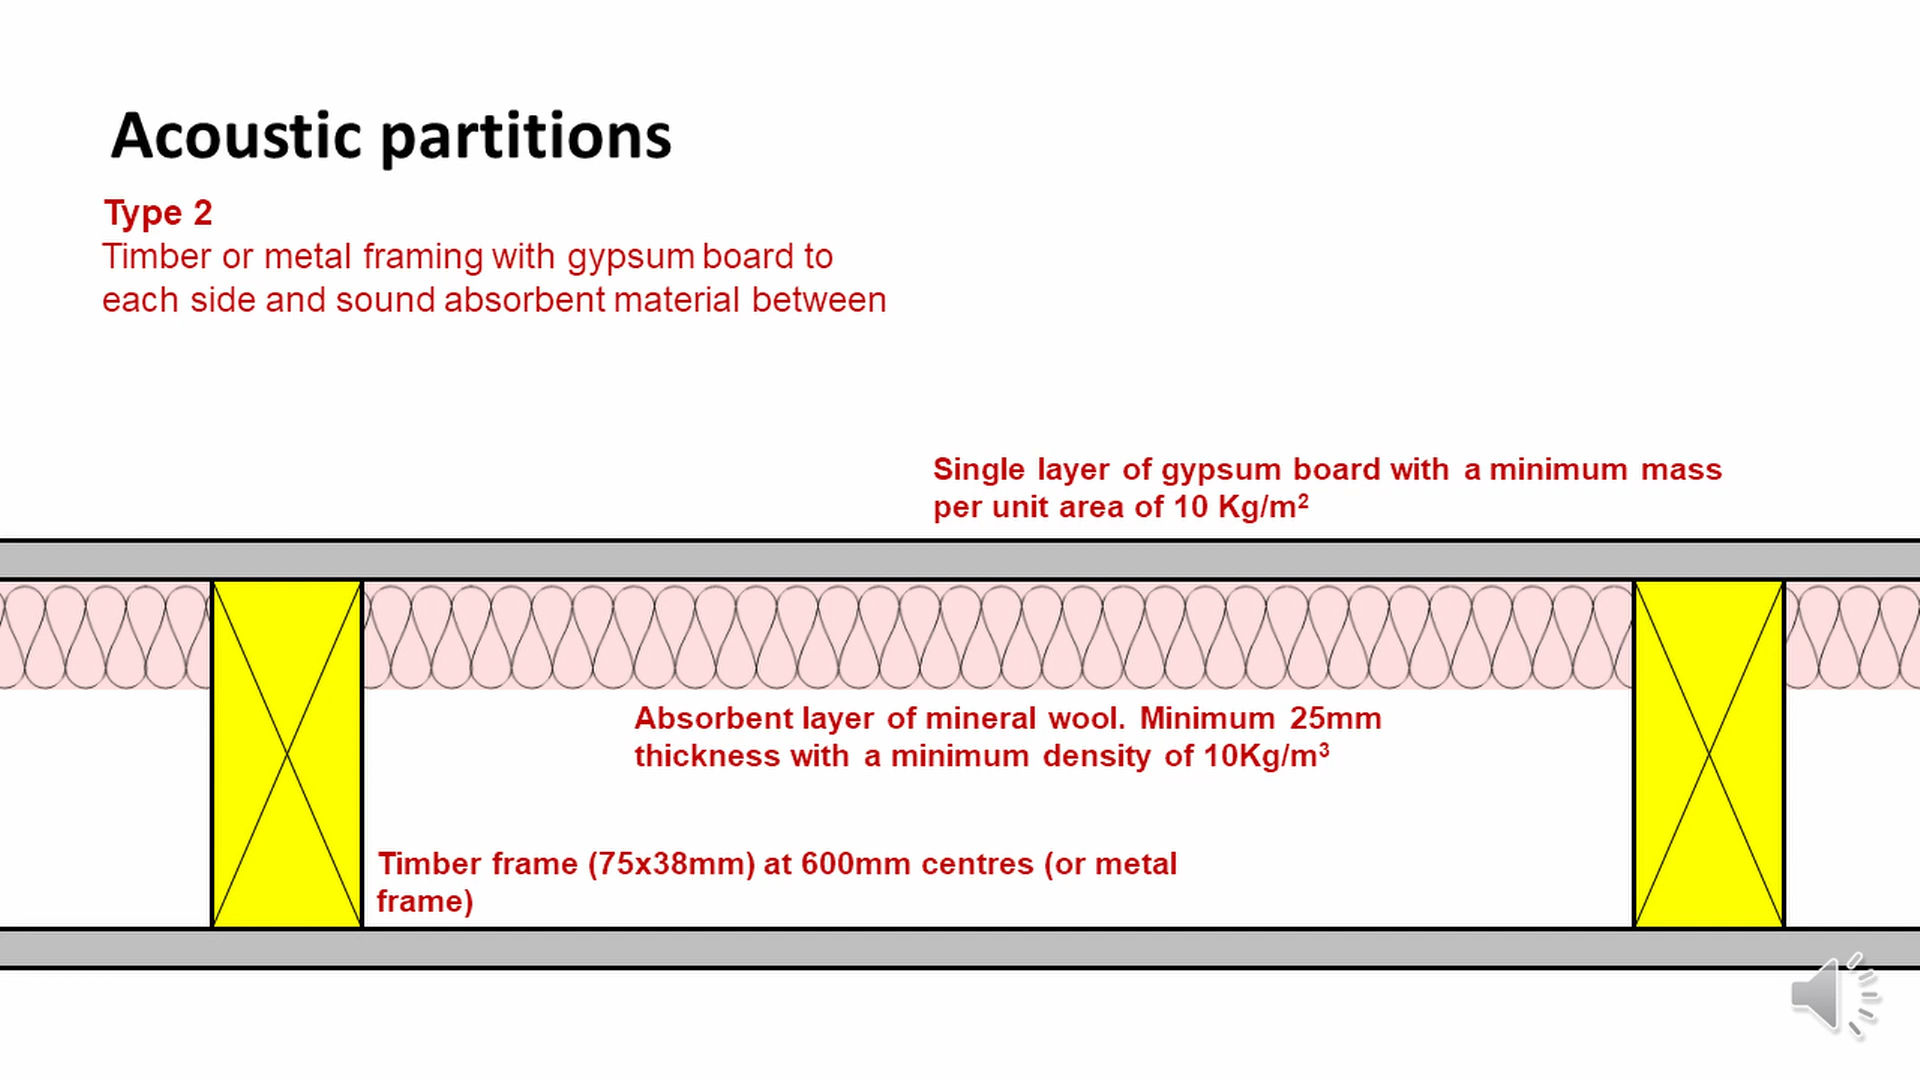 Acoustic partitions
Type 2
Timber or metal framing with gypsum board to
each side and sound absorbent material between
Single layer of gypsum board with a minimum mass
per unit area of 10 Kg/m²
Absorbent layer of mineral wool. Minimum 25mm
thickness with a minimum density of 10Kg/m³
Timber frame (75x38mm) at 600mm centres (or metal
frame)